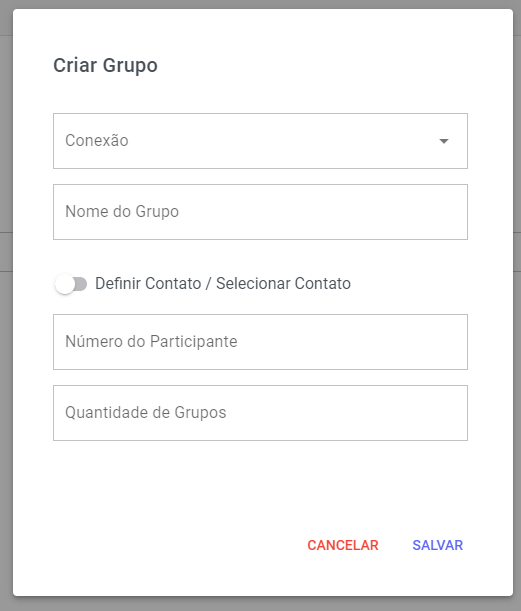 Criar Grupo
Conexão
Nome do Grupo
Definir Contato / Selecionar Contato
Número do Participante
Quantidade de Grupos
CANCELAR SALVAR